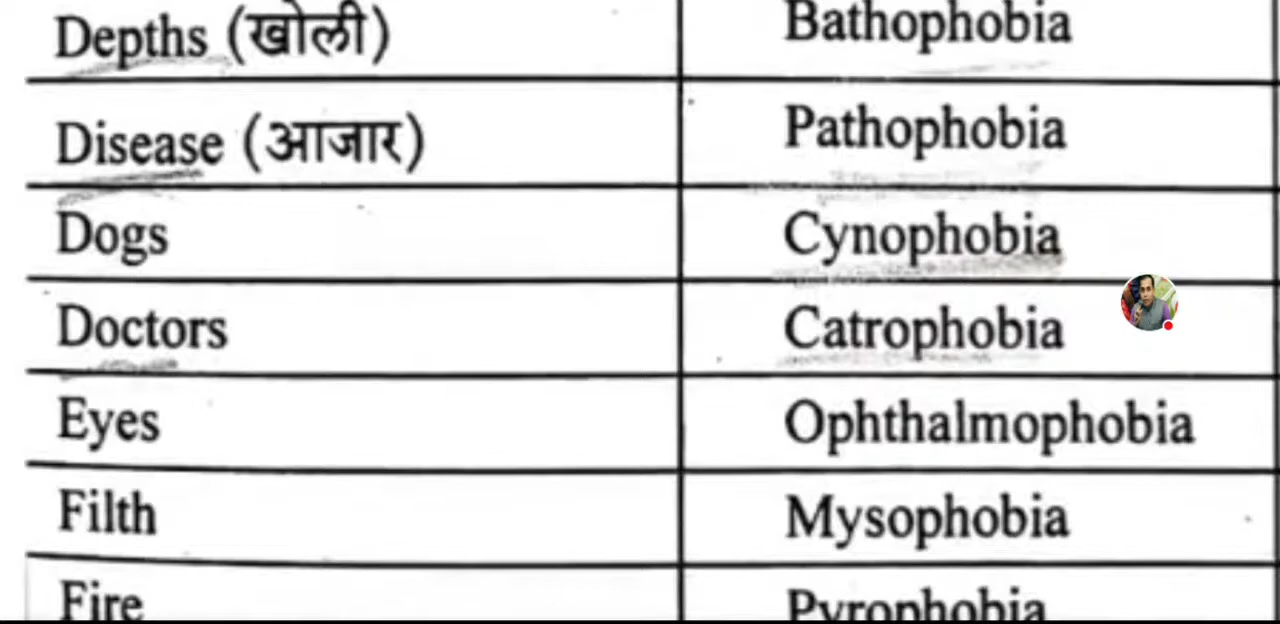 Depths (खोली) Bathophobia
Disease (आजार) Pathophobia
Dogs Cynophobia
Doctors Catrophobia
Eyes Ophthalmophobia
Filth Mysophobia
Fire Pyrophobia